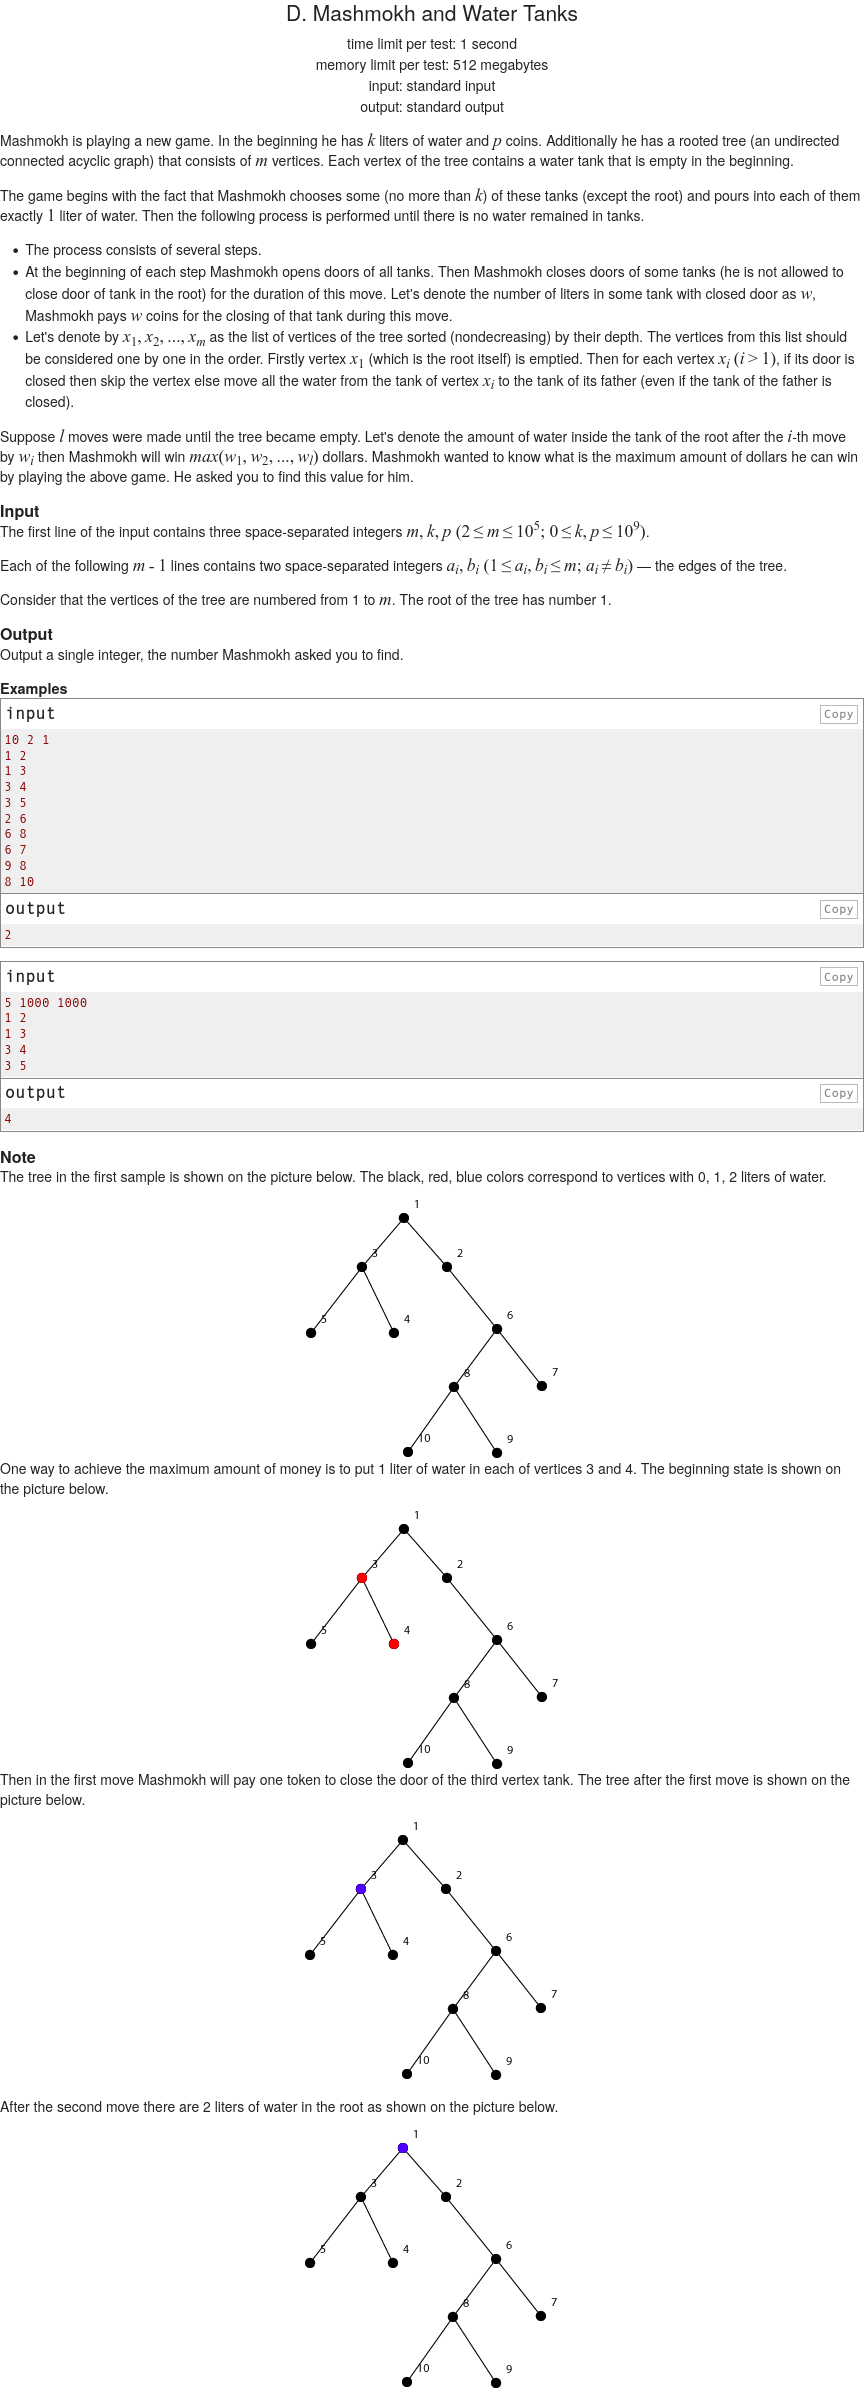 D. Mashmokh and Water Tanks
time limit per test: 1 second
memory limit per test: 512 megabytes
input: standard input
output: standard output
Mashmokh is playing a new game. In the beginning he has k liters of water and p coins. Additionally he has a rooted tree (an undirected
connected acyclic graph) that consists of m vertices. Each vertex of the tree contains a water tank that is empty in the beginning.
The game begins with the fact that Mashmokh chooses some (no more than k) of these tanks (except the root) and pours into each of them
exactly 1 liter of water. Then the following process is performed until there is no water remained in tanks.
• The process consists of several steps.
• At the beginning of each step Mashmokh opens doors of all tanks. Then Mashmokh closes doors of some tanks (he is not allowed to
close door of tank in the root) for the duration of this move. Let's denote the number of liters in some tank with closed door as w,
Mashmokh pays w coins for the closing of that tank during this move.
• Let's denote by x1, x2, ..., xm as the list of vertices of the tree sorted (nondecreasing) by their depth. The vertices from this list should
be considered one by one in the order. Firstly vertex x1 (which is the root itself) is emptied. Then for each vertex xi (i > 1), if its door is
closed then skip the vertex else move all the water from the tank of vertex xi to the tank of its father (even if the tank of the father is
closed).
Suppose l moves were made until the tree became empty. Let's denote the amount of water inside the tank of the root after the i-th move
by wi then Mashmokh will win max(w1, w2, ..., wl) dollars. Mashmokh wanted to know what is the maximum amount of dollars he can win
by playing the above game. He asked you to find this value for him.
Input
The first line of the input contains three space-separated integers m, k, p (2 ≤ m ≤ 10^5; 0 ≤ k, p ≤ 10^9).
Each of the following m - 1 lines contains two space-separated integers ai, bi (1 ≤ ai, bi ≤ m; ai ≠ bi) — the edges of the tree.
Consider that the vertices of the tree are numbered from 1 to m. The root of the tree has number 1.
Output
Output a single integer, the number Mashmokh asked you to find.
Examples
input Copy
10 2 1
1 2
1 3
3 4
3 5
2 6
6 8
6 7
9 8
8 10
output Copy
2
input Copy
5 1000 1000
1 2
1 3
3 4
3 5
output Copy
4
Note
The tree in the first sample is shown on the picture below. The black, red, blue colors correspond to vertices with 0, 1, 2 liters of water.
1
3 2
5 4 6
8 7
10 9
One way to achieve the maximum amount of money is to put 1 liter of water in each of vertices 3 and 4. The beginning state is shown on
the picture below.
1
3 2
5 4 6
8 7
10 9
Then in the first move Mashmokh will pay one token to close the door of the third vertex tank. The tree after the first move is shown on the
picture below.
1
3 2
5 4 6
8 7
10 9
After the second move there are 2 liters of water in the root as shown on the picture below.
1
3 2
5 4 6
8 7
10 9